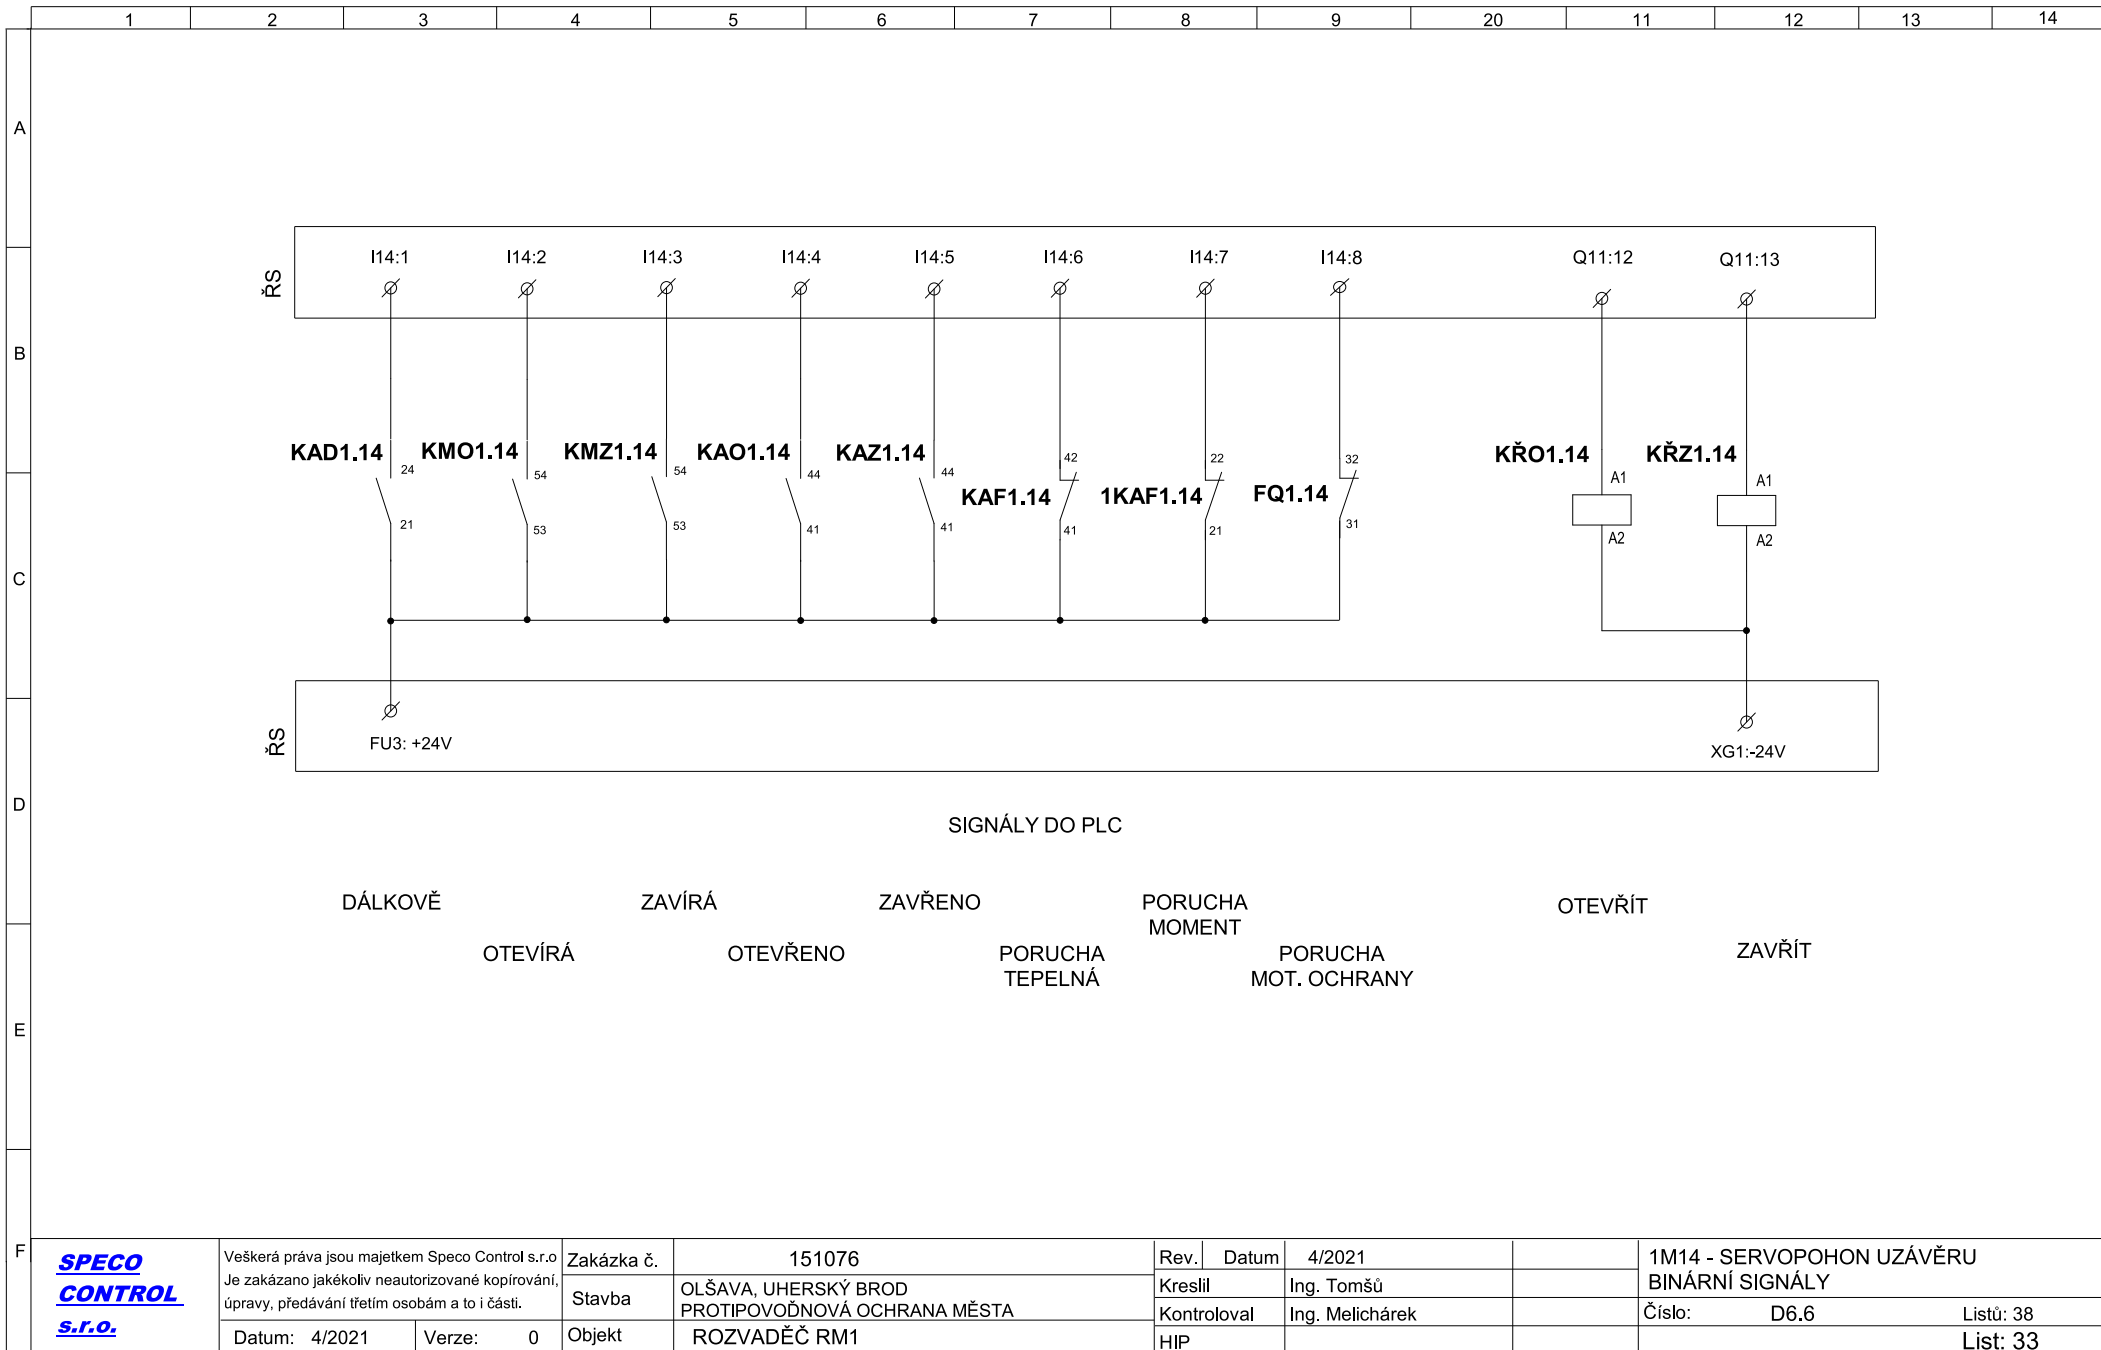 1 2 3 4 5 6 7 8 9 20 11 12 13 14
A
B
C
D
E
F
ŘS
I14:1 I14:2 I14:3 I14:4 I14:5 I14:6 I14:7 I14:8 Q11:12 Q11:13
KAD1.14 24 21
KMO1.14 54 53
KMZ1.14 54 53
KAO1.14 44 41
KAZ1.14 44 41
KAF1.14 42 41
1KAF1.14 22 21
FQ1.14 32 31
KŘO1.14 A1 A2
KŘZ1.14 A1 A2
ŘS
FU3: +24V
XG1:-24V
SIGNÁLY DO PLC
DÁLKOVĚ
OTEVÍRÁ
ZAVÍRÁ
OTEVŘENO
ZAVŘENO
PORUCHA
TEPELNÁ
PORUCHA
MOMENT
PORUCHA
MOT. OCHRANY
OTEVŘÍT
ZAVŘÍT
SPECO
CONTROL
s.r.o.
Veškerá práva jsou majetkem Speco Control s.r.o
Je zakázáno jakékoliv neautorizované kopírování,
úpravy, předávání třetím osobám a to i části.
Datum: 4/2021 Verze: 0
Zakázka č. 151076
Stavba OLŠAVA, UHERSKÝ BROD
PROTIPOVODŇOVÁ OCHRANA MĚSTA
Objekt ROZVADĚČ RM1
Rev. Datum 4/2021
Kreslil Ing. Tomšů
Kontroloval Ing. Melichárek
HIP
1M14 - SERVOPOHON UZÁVĚRU
BINÁRNÍ SIGNÁLY
Číslo: D6.6 Listů: 38
List: 33